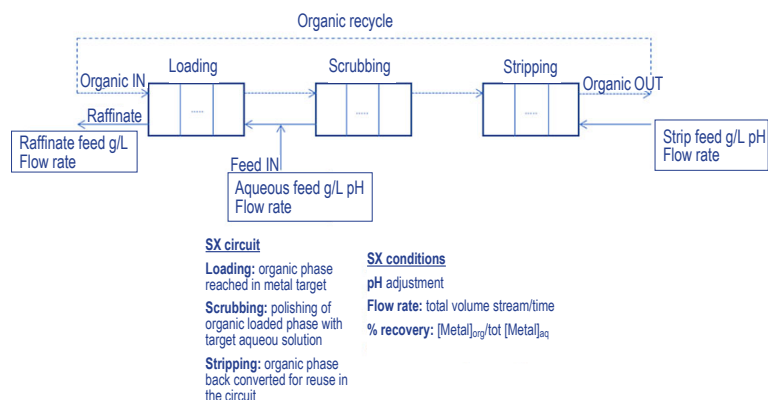 Organic recycle
Loading
Scrubbing
Stripping
Organic IN
Organic OUT
.....
.....
.....
Raffinate
Raffinate feed g/L
Flow rate
Feed IN
Aqueous feed g/L pH
Flow rate
Strip feed g/L pH
Flow rate
SX circuit
Loading: organic phase
reached in metal target
Scrubbing: polishing of
organic loaded phase with
target aqueou solution
Stripping: organic phase
back converted for reuse in
the circuit
SX conditions
pH adjustment
Flow rate: total volume stream/time
% recovery: [Metal]org/tot [Metal]aq